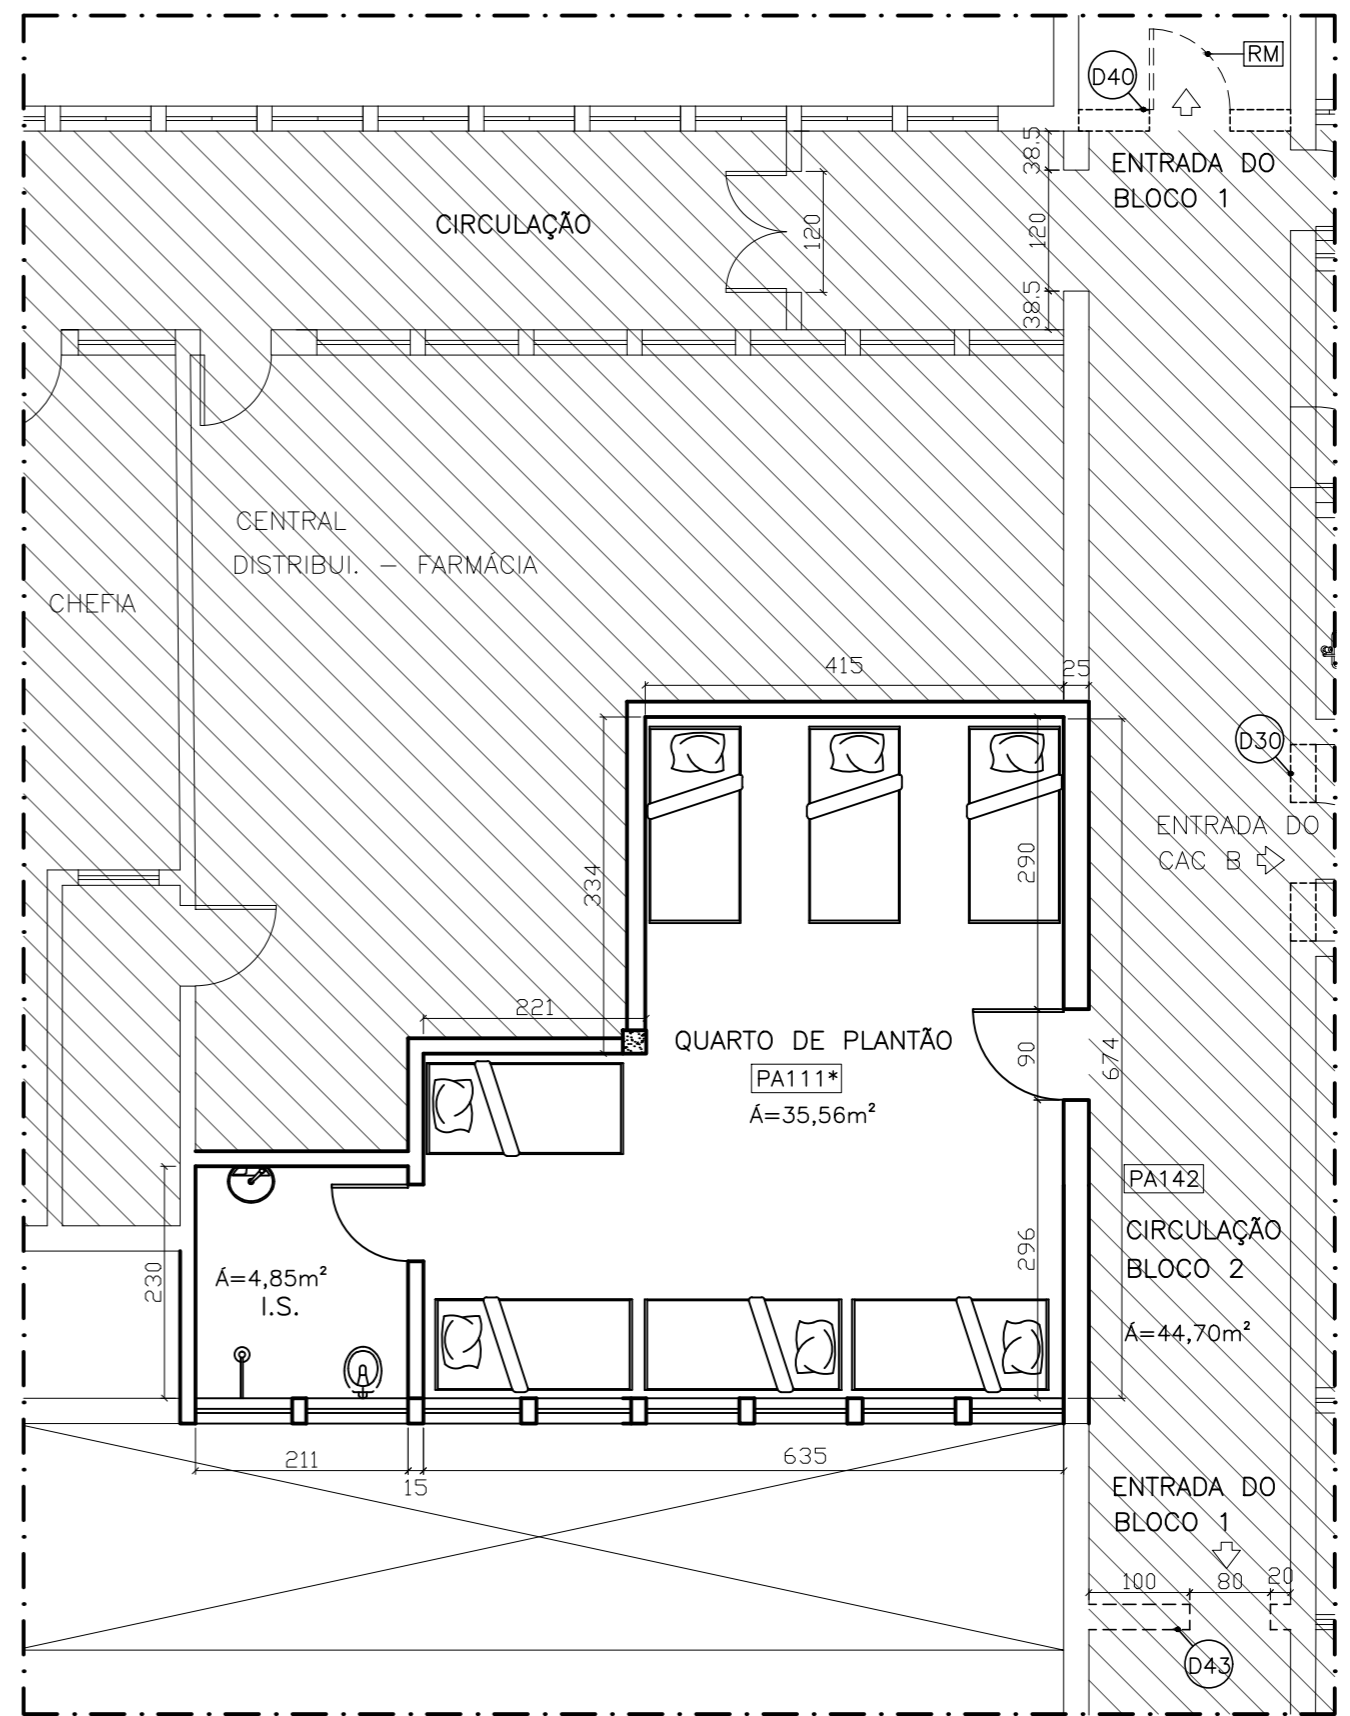 RM
D40
ENTRADA DO
BLOCO 1
38,5
120
120
38,5
CIRCULAÇÃO
CENTRAL
DISTRIBUI. – FARMÁCIA
CHEFIA
415
25
D30
ENTRADA DO
CAC B
290
334
221
QUARTO DE PLANTÃO
PA111*
Á=35,56m²
90
674
PA142
CIRCULAÇÃO
BLOCO 2
Á=44,70m²
296
230
Á=4,85m²
I.S.
211
15
635
ENTRADA DO
BLOCO 1
100
80
20
D43